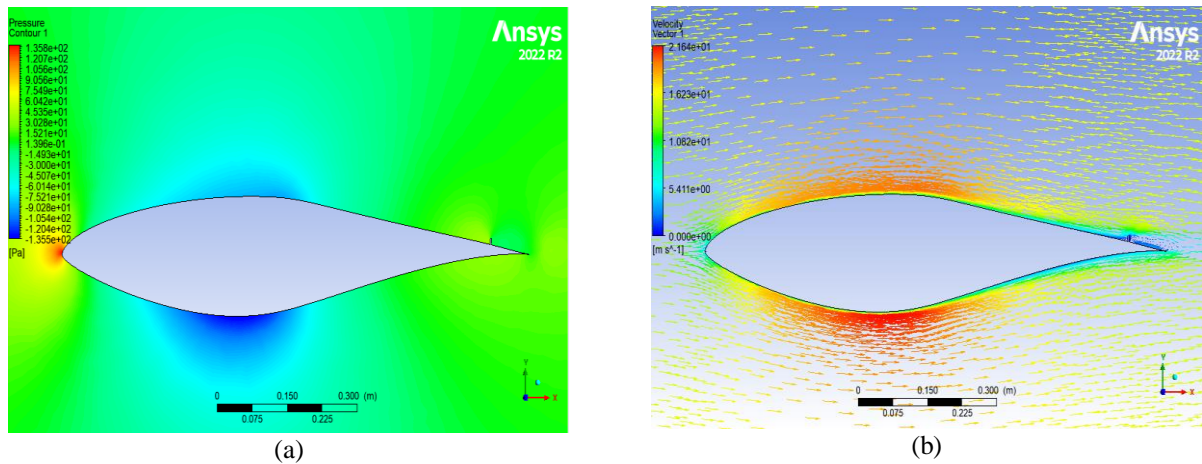 Pressure
Contour 1
1.358e+02
1.207e+02
1.056e+02
9.056e+01
7.549e+01
6.042e+01
4.535e+01
3.028e+01
1.521e+01
1.396e-01
-1.493e+01
-3.000e+01
-4.507e+01
-6.014e+01
-7.521e+01
-9.028e+01
-1.054e+02
-1.204e+02
-1.355e+02
[Pa]
Ansys
2022 R2
0 0.150 0.300 (m)
0.075 0.225
Y
X
(a)
Velocity
Vector 1
2.164e+01
1.623e+01
1.082e+01
5.411e+00
0.000e+00
[m s^-1]
Ansys
2022 R2
0 0.150 0.300 (m)
0.075 0.225
Y
X
(b)